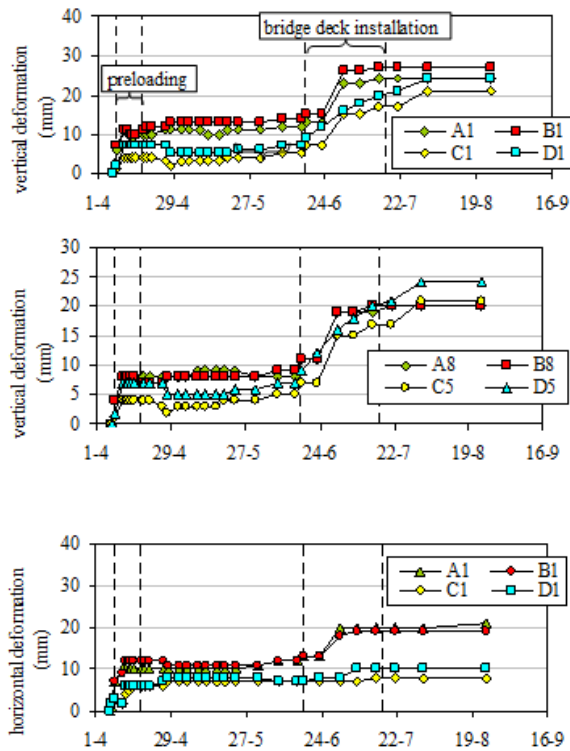 40
30
20
10
0
vertical deformation
(mm)
preloading
bridge deck installation
A1 B1
C1 D1
1-4 29-4 27-5 24-6 22-7 19-8 16-9
30
25
20
15
10
5
0
vertical deformation
(mm)
A8 B8
C5 D5
1-4 29-4 27-5 24-6 22-7 19-8 16-9
40
30
20
10
0
horizontal deformation
(mm)
A1 B1
C1 D1
1-4 29-4 27-5 24-6 22-7 19-8 16-9